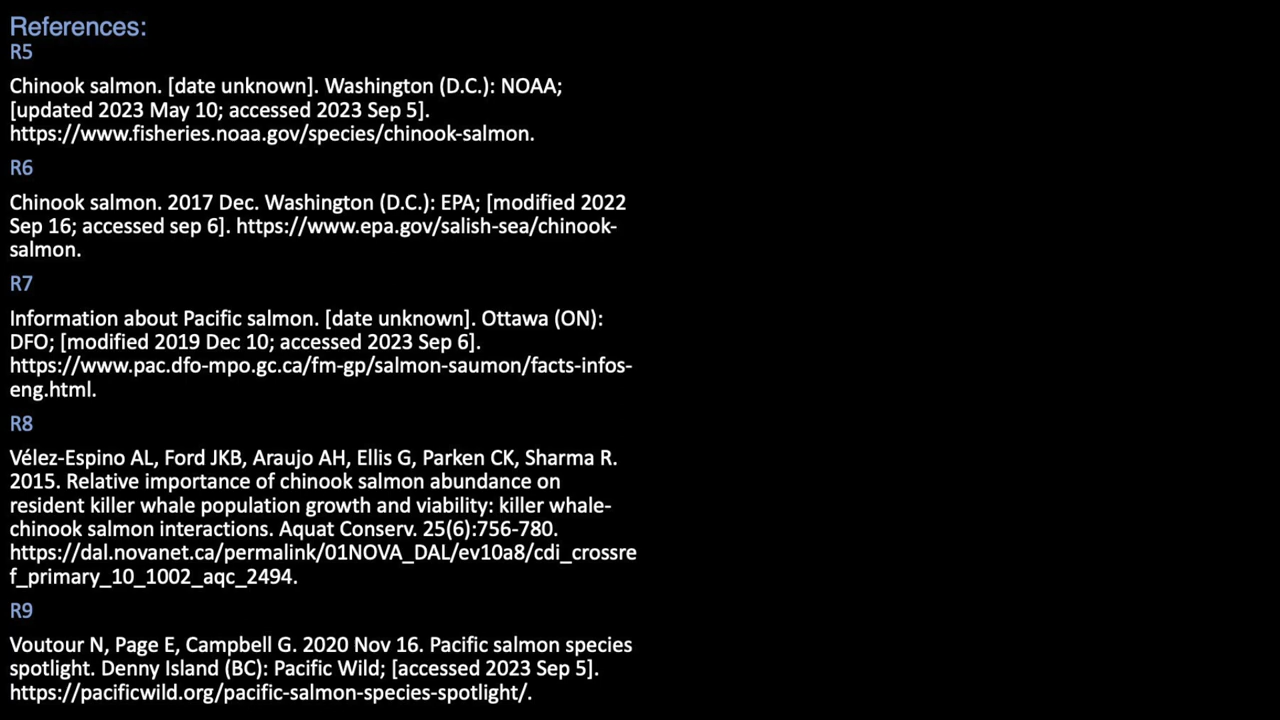 References:
R5
Chinook salmon. [date unknown]. Washington (D.C.): NOAA;
[updated 2023 May 10; accessed 2023 Sep 5].
https://www.fisheries.noaa.gov/species/chinook-salmon.
R6
Chinook salmon. 2017 Dec. Washington (D.C.): EPA; [modified 2022
Sep 16; accessed sep 6]. https://www.epa.gov/salish-sea/chinook-
salmon.
R7
Information about Pacific salmon. [date unknown]. Ottawa (ON):
DFO; [modified 2019 Dec 10; accessed 2023 Sep 6].
https://www.pac.dfo-mpo.gc.ca/fm-gp/salmon-saumon/facts-infos-
eng.html.
R8
Vélez-Espino AL, Ford JKB, Araujo AH, Ellis G, Parken CK, Sharma R.
2015. Relative importance of chinook salmon abundance on
resident killer whale population growth and viability: killer whale-
chinook salmon interactions. Aquat Conserv. 25(6):756-780.
https://dal.novanet.ca/permalink/01NOVA_DAL/ev10a8/cdi_crossre
f_primary_10_1002_aqc_2494.
R9
Voutour N, Page E, Campbell G. 2020 Nov 16. Pacific salmon species
spotlight. Denny Island (BC): Pacific Wild; [accessed 2023 Sep 5].
https://pacificwild.org/pacific-salmon-species-spotlight/.